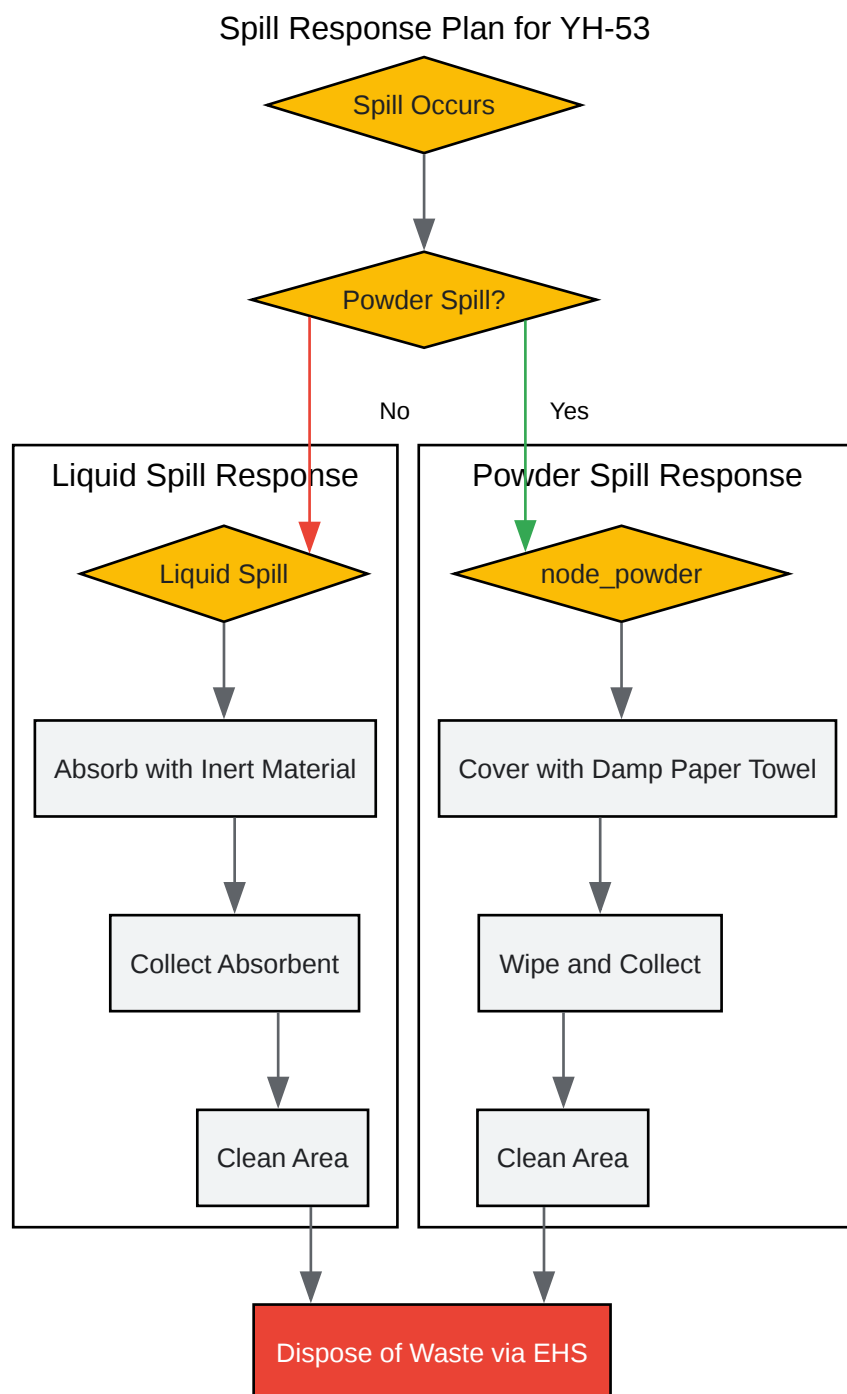 Spill Response Plan for YH-53
Spill Occurs
Powder Spill?
No
Yes
Liquid Spill Response
Liquid Spill
Absorb with Inert Material
Collect Absorbent
Clean Area
Powder Spill Response
node_powder
Cover with Damp Paper Towel
Wipe and Collect
Clean Area
Dispose of Waste via EHS